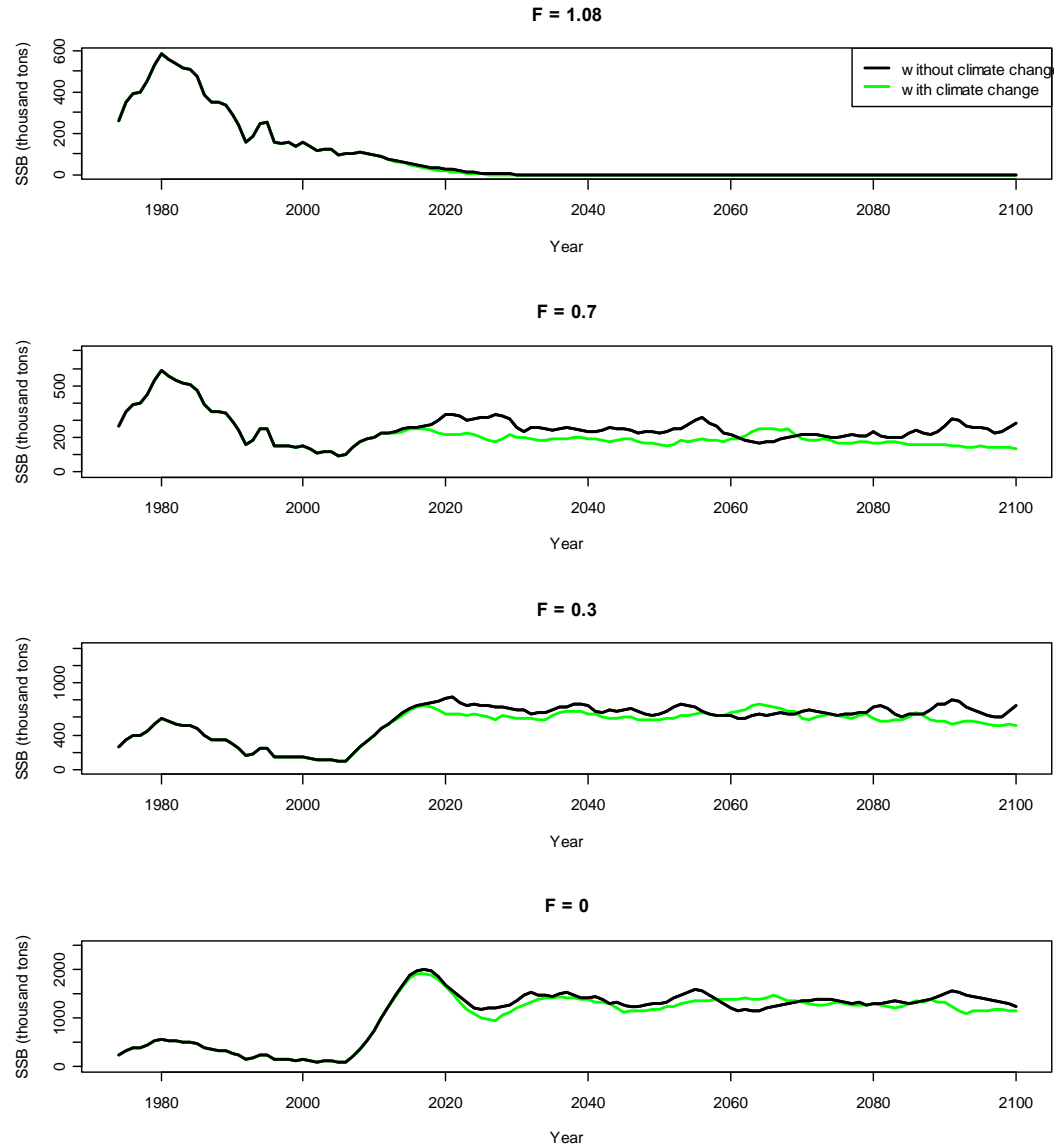 F = 1.08
SSB (thousand tons)
0 200 400 600
without climate chang
with climate change
1980 2000 2020 2040 2060 2080 2100
Year
F = 0.7
SSB (thousand tons)
0 200 500
1980 2000 2020 2040 2060 2080 2100
Year
F = 0.3
SSB (thousand tons)
0 400 1000
1980 2000 2020 2040 2060 2080 2100
Year
F = 0
SSB (thousand tons)
0 1000 2000
1980 2000 2020 2040 2060 2080 2100
Year